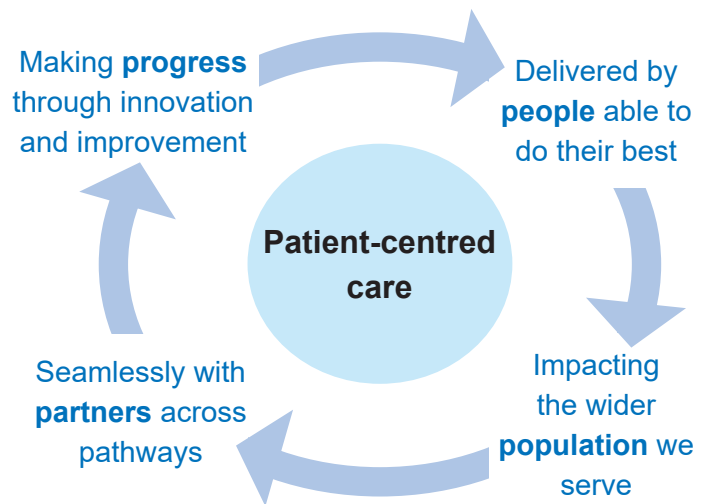 Making progress
through innovation
and improvement
Delivered by
people able to
do their best
Patient-centred
care
Seamlessly with
partners across
pathways
Impacting
the wider
population we
serve